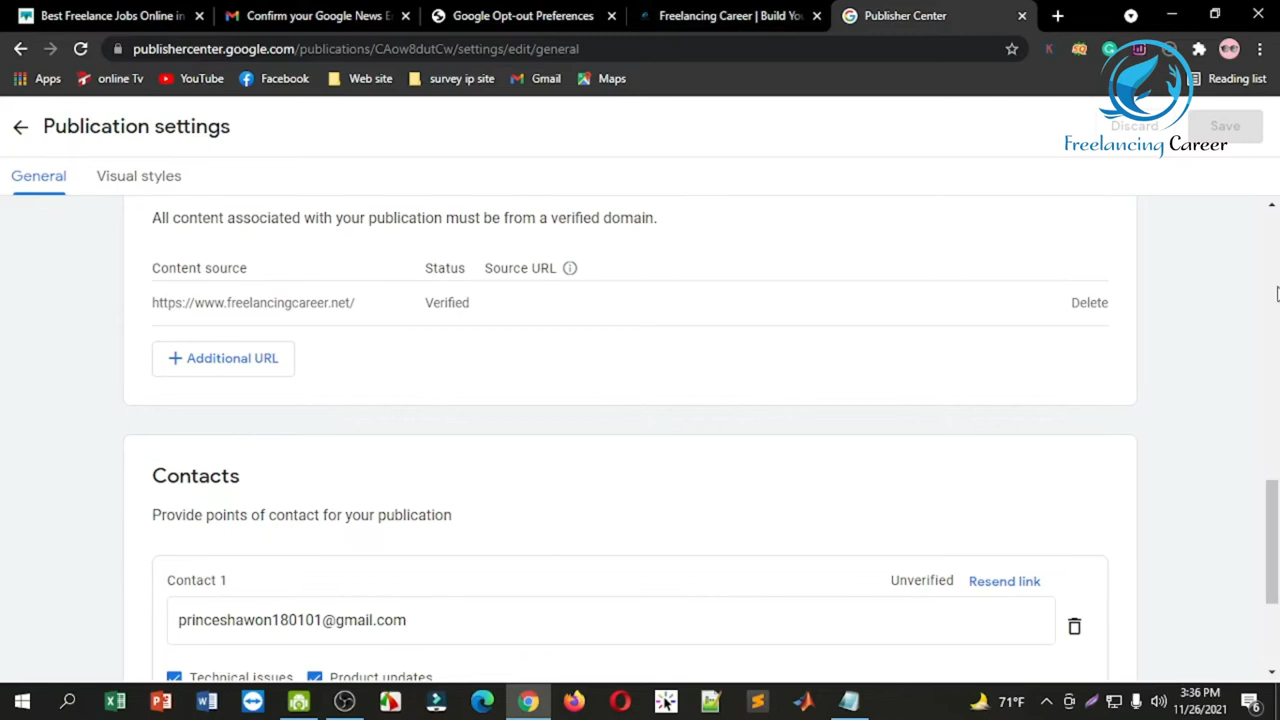 Best Freelance Jobs Online in
Confirm your Google News E
Google Opt-out Preferences
Freelancing Career | Build Yo
Publisher Center
publishercenter.google.com/publications/CAow8dutCw/settings/edit/general
Apps
online Tv
YouTube
Facebook
Web site
survey ip site
Gmail
Maps
Reading list
Publication settings
Discard
Save
Freelancing Career
General
Visual styles
All content associated with your publication must be from a verified domain.
Content source Status Source URL
https://www.freelancingcareer.net/ Verified Delete
+ Additional URL
Contacts
Provide points of contact for your publication
Contact 1 Unverified Resend link
princeshawon180101@gmail.com
Technical issues Product updates
71°F
3:36 PM
11/26/2021
6